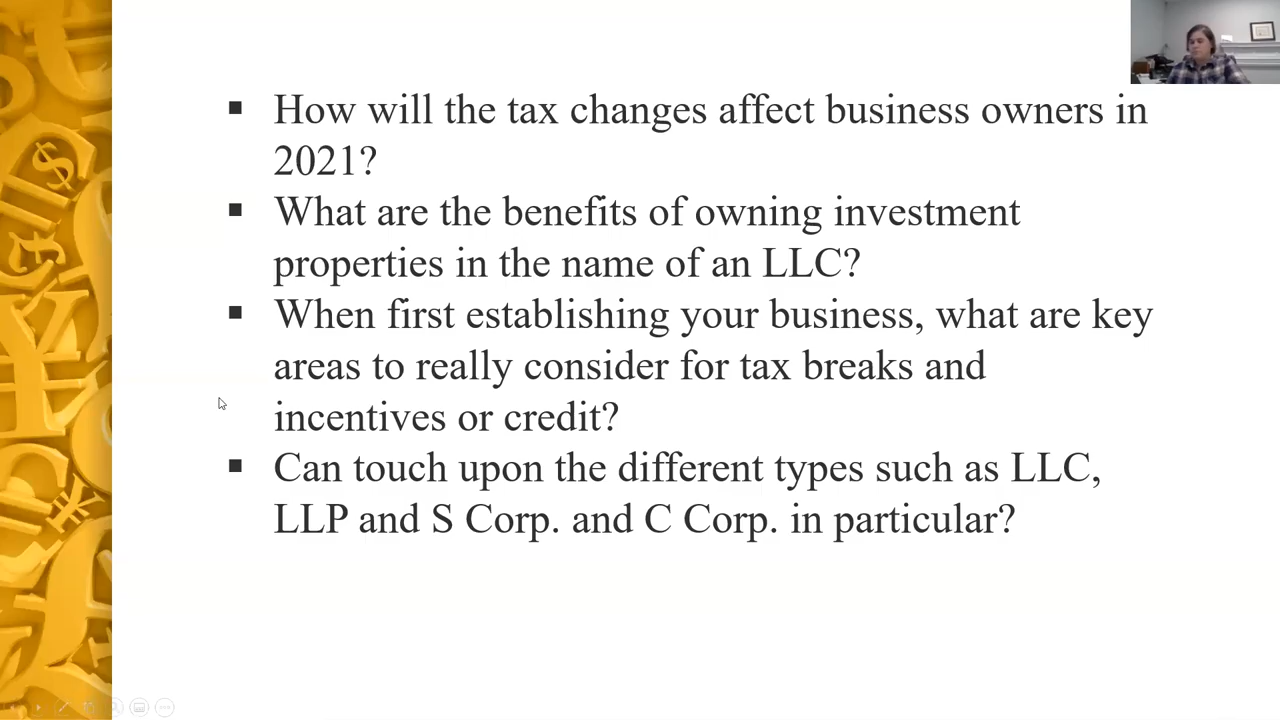 ▪ How will the tax changes affect business owners in
2021?
▪ What are the benefits of owning investment
properties in the name of an LLC?
▪ When first establishing your business, what are key
areas to really consider for tax breaks and
incentives or credit?
▪ Can touch upon the different types such as LLC,
LLP and S Corp. and C Corp. in particular?